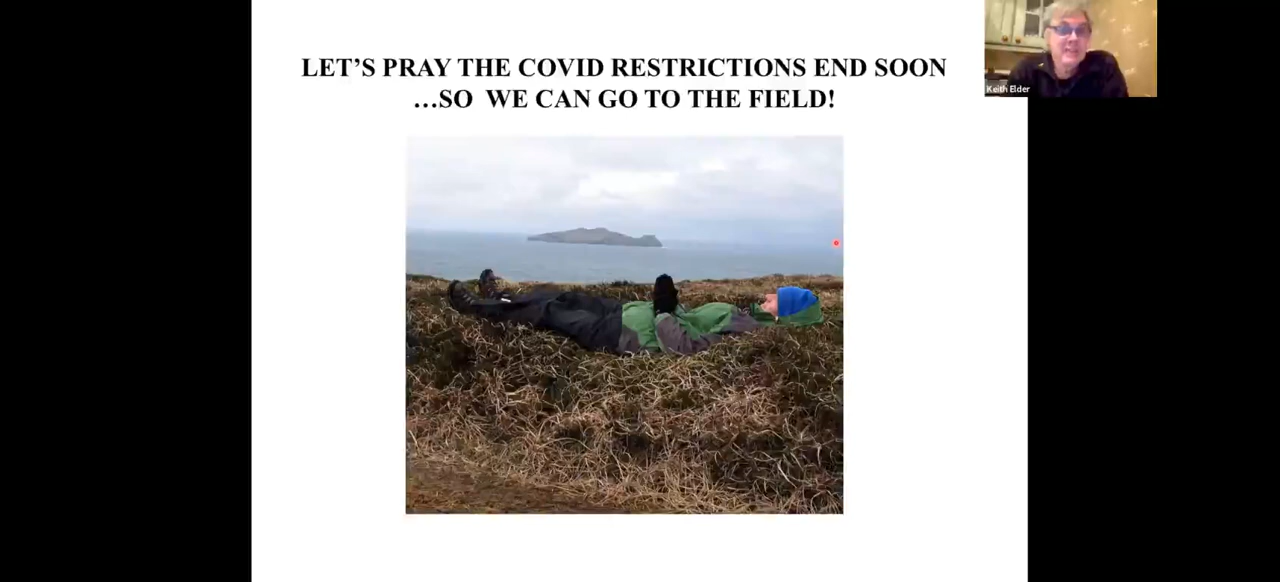 LET’S PRAY THE COVID RESTRICTIONS END SOON
…SO WE CAN GO TO THE FIELD!
Keith Elder